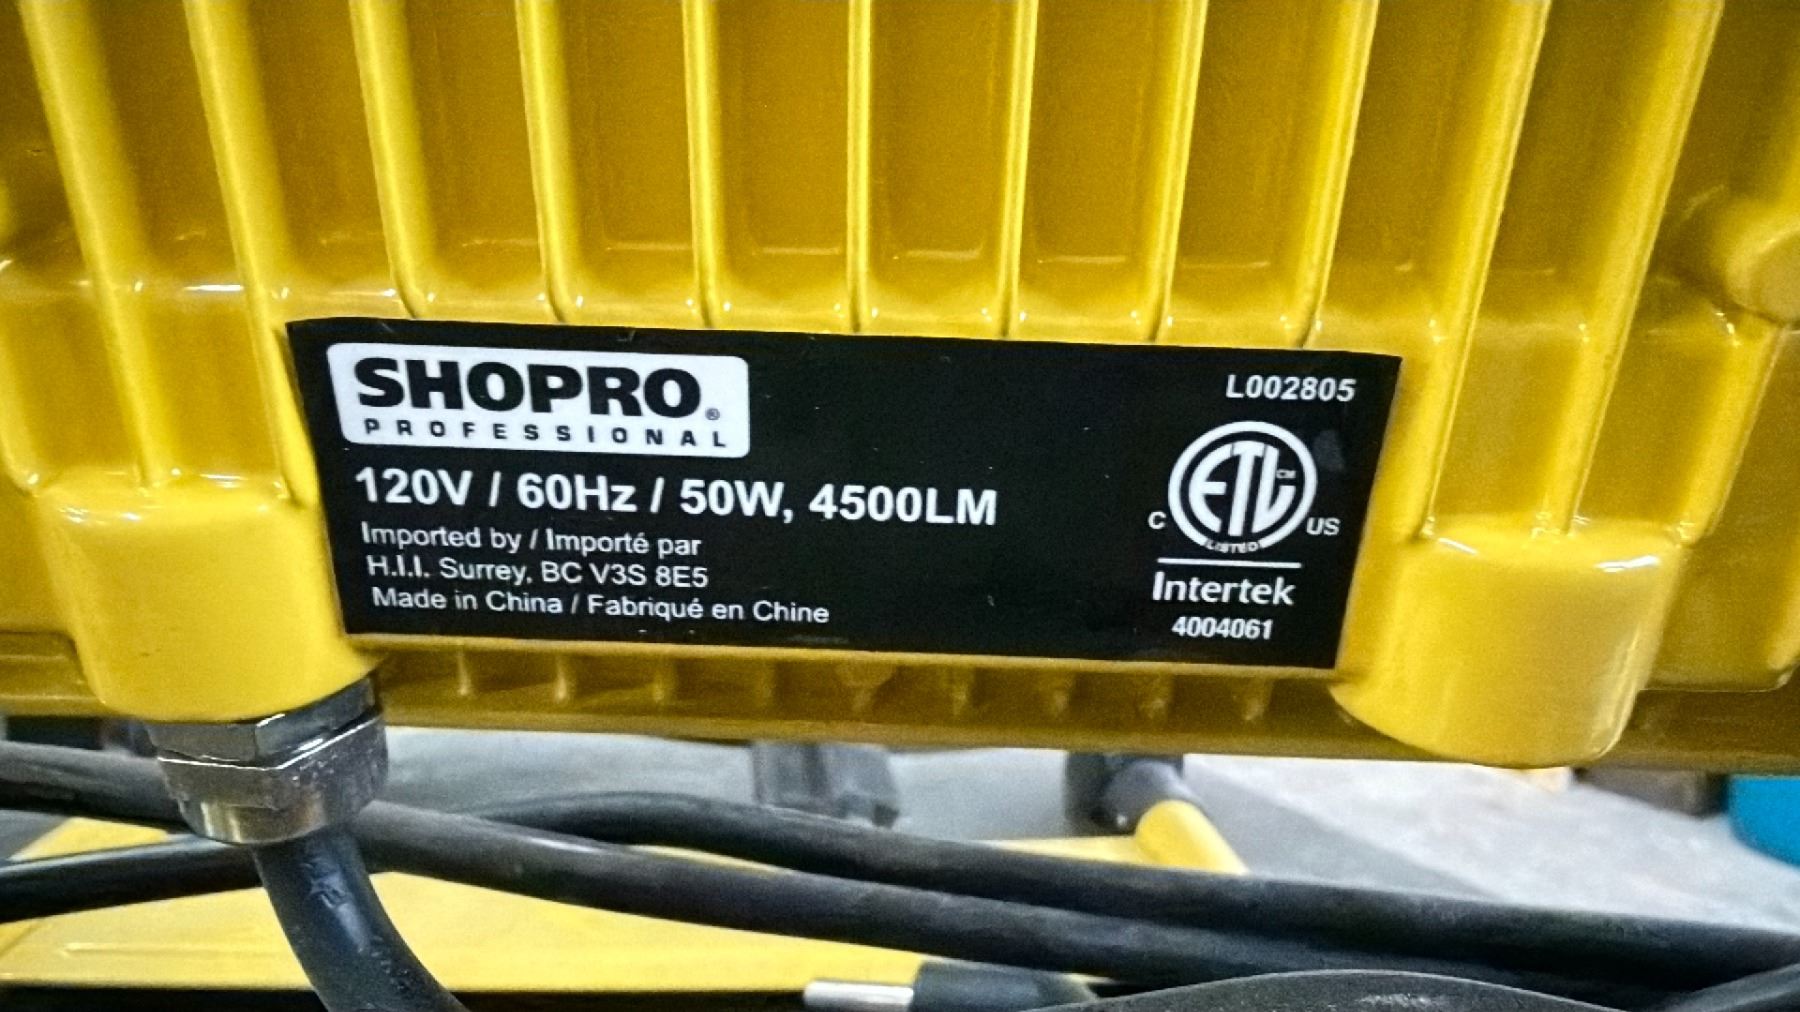 SHOPRO®
PROFESSIONAL
120V / 60Hz / 50W, 4500LM
Imported by / Importé par
H.I.I. Surrey, BC V3S 8E5
Made in China / Fabriqué en Chine
L002805
ETL CM
C LISTED US
Intertek
4004061